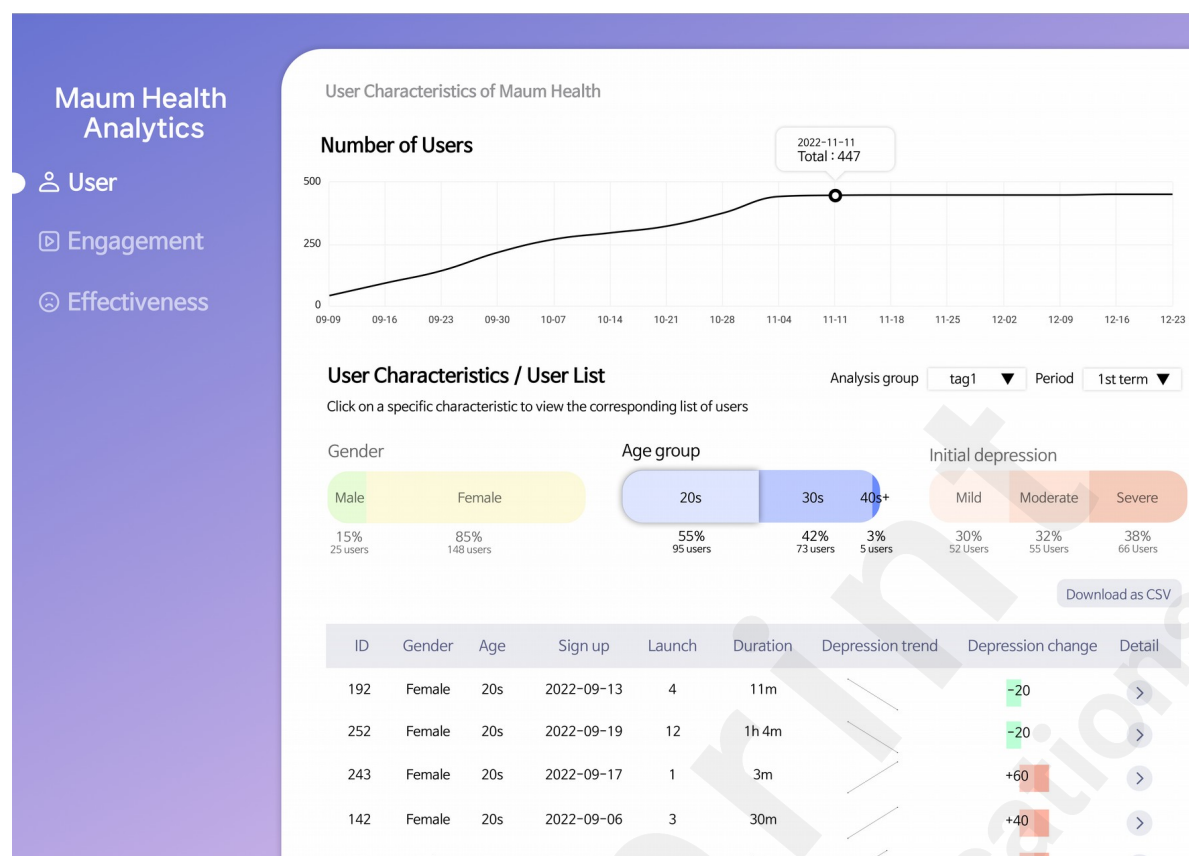 Maum Health
Analytics
User
Engagement
Effectiveness
User Characteristics of Maum Health
Number of Users
2022-11-11
Total : 447
500
250
0
09-09 09-16 09-23 09-30 10-07 10-14 10-21 10-28 11-04 11-11 11-18 11-25 12-02 12-09 12-16 12-23
User Characteristics / User List
Analysis group tag1 Period 1st term
Click on a specific characteristic to view the corresponding list of users
Gender
Male Female
15% 85%
25 users 148 users
Age group
20s 30s 40s+
55% 42% 3%
95 users 73 users 5 users
Initial depression
Mild Moderate Severe
30% 32% 38%
52 Users 55 Users 66 Users
Download as CSV
ID Gender Age Sign up Launch Duration Depression trend Depression change Detail
192 Female 20s 2022-09-13 4 11m -20
252 Female 20s 2022-09-19 12 1h 4m -20
243 Female 20s 2022-09-17 1 3m +60
142 Female 20s 2022-09-06 3 30m +40